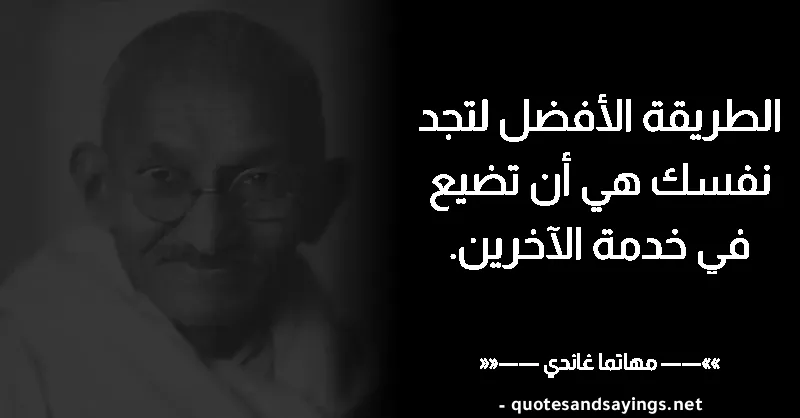 الطريقة الأفضل لتجد
نفسك هي أن تضيع
في خدمة الآخرين.
»»—— مهاتما غاندي ——««
- quotesandsayings.net